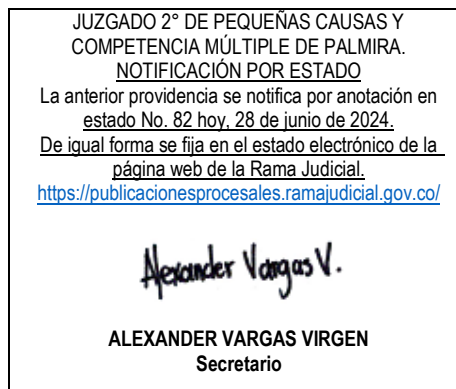 JUZGADO 2° DE PEQUEÑAS CAUSAS Y
COMPETENCIA MÚLTIPLE DE PALMIRA.
NOTIFICACIÓN POR ESTADO
La anterior providencia se notifica por anotación en
estado No. 82 hoy, 28 de junio de 2024.
De igual forma se fija en el estado electrónico de la
página web de la Rama Judicial.
https://publicacionesprocesales.ramajudicial.gov.co/
Alexander Vargas V.
ALEXANDER VARGAS VIRGEN
Secretario